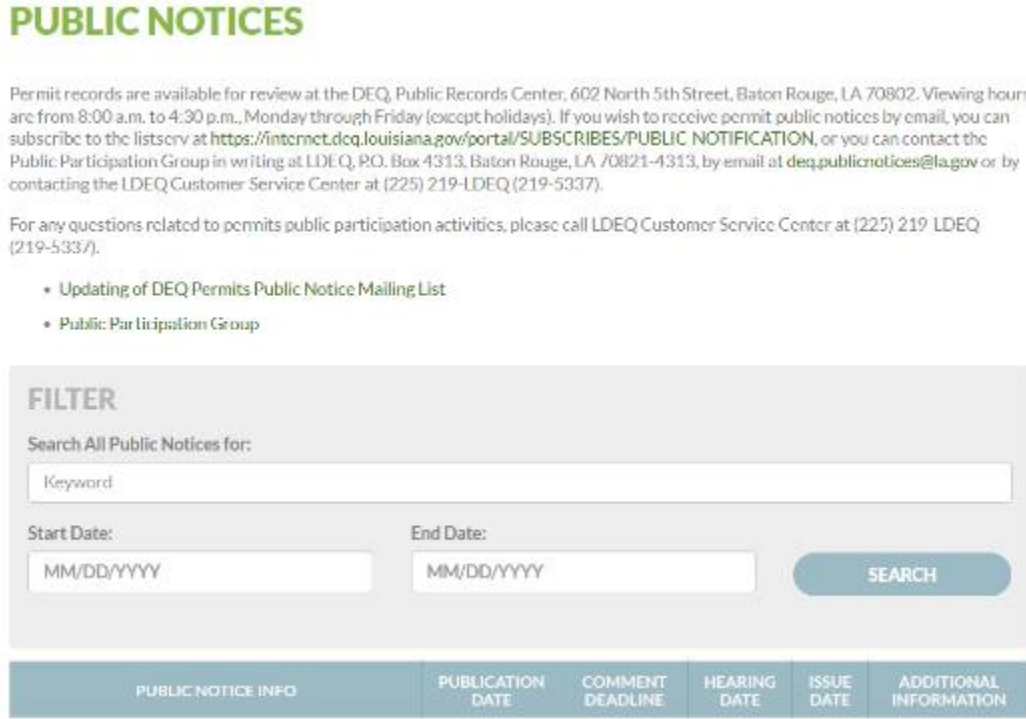 PUBLIC NOTICES
Permit records are available for review at the DEQ, Public Records Center, 602 North 5th Street, Baton Rouge, LA 70802. Viewing hours
are from 8:00 a.m. to 4:30 p.m., Monday through Friday (except holidays). If you wish to receive permit public notices by email, you can
subscribe to the listserv at https://internet.deq.louisiana.gov/portal/SUBSCRIBES/PUBLIC NOTIFICATION, or you can contact the
Public Participation Group in writing at LDEQ, P.O. Box 4313, Baton Rouge, LA 70821-4313, by email at deq.publicnotices@la.gov or by
contacting the LDEQ Customer Service Center at (225) 219-LDEQ (219-5337).
For any questions related to permits public participation activities, please call LDEQ Customer Service Center at (225) 219-LDEQ
(219-5337).
• Updating of DEQ Permits Public Notice Mailing List
• Public Participation Group
FILTER
Search All Public Notices for:
Keyword
Start Date: End Date:
MM/DD/YYYY MM/DD/YYYY SEARCH
PUBLIC NOTICE INFO PUBLICATION DATE COMMENT DEADLINE HEARING DATE ISSUE DATE ADDITIONAL INFORMATION